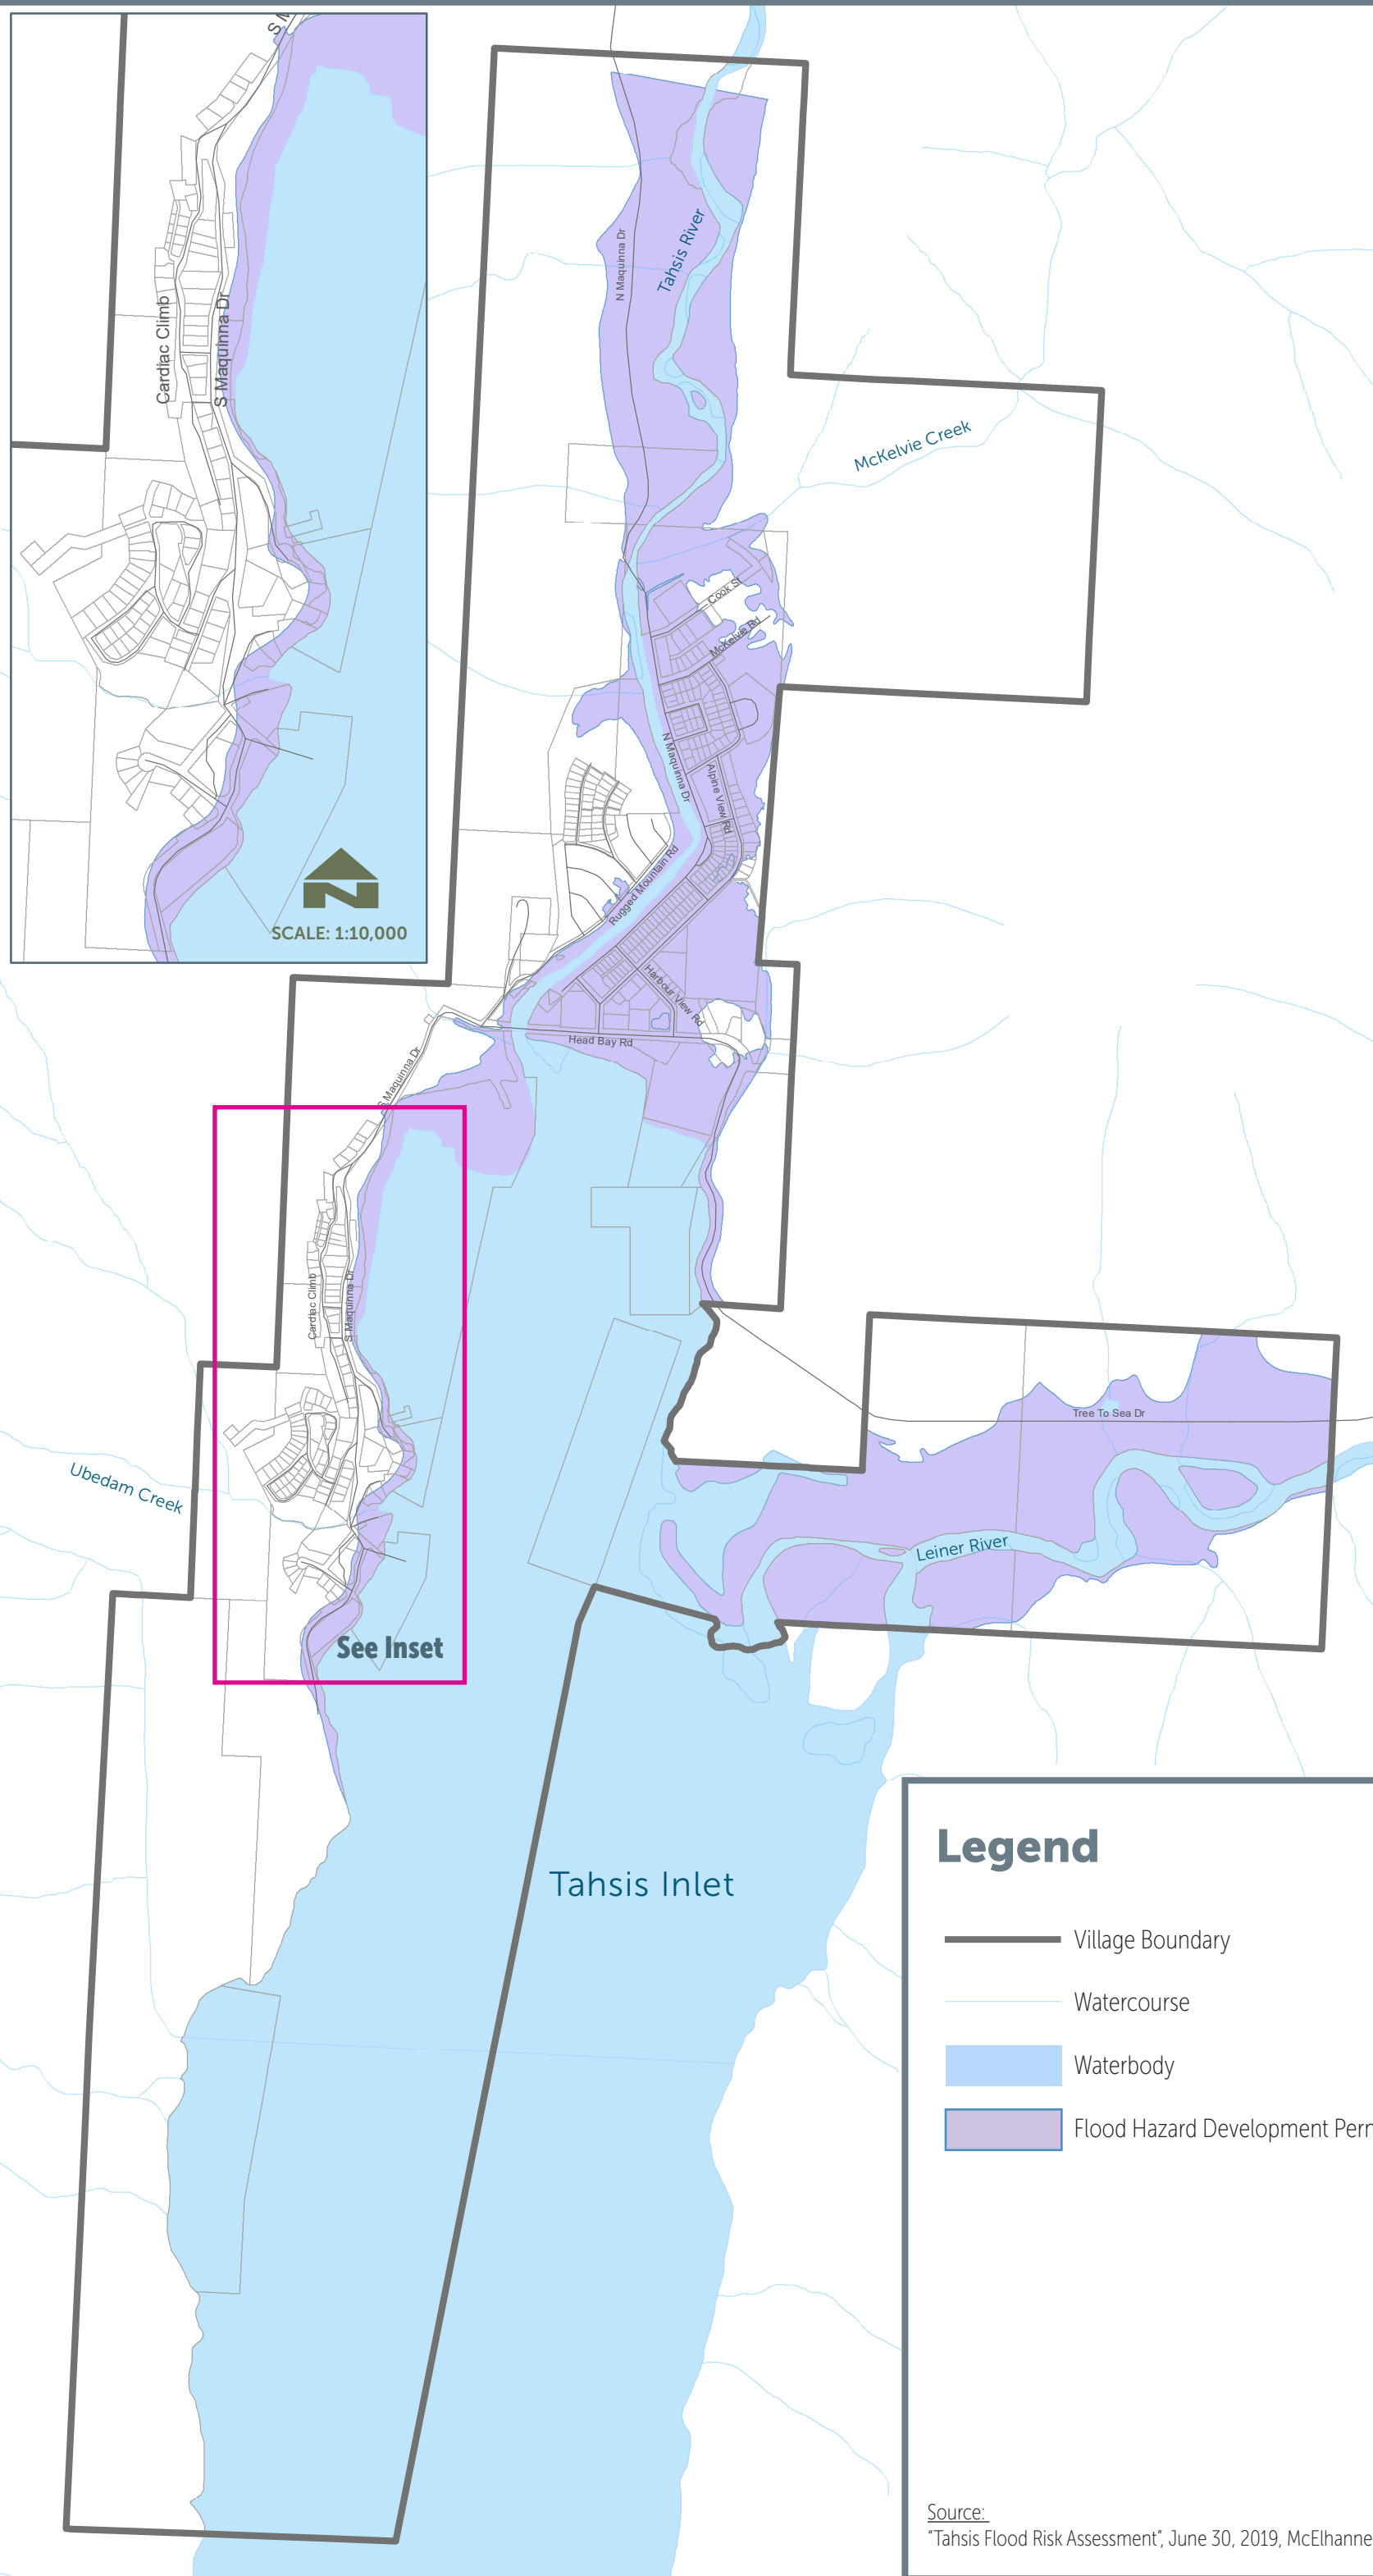 S M
Cardiac Climb
S Maquinna Dr
N
SCALE: 1:10,000
N Maquinna Dr
Tahsis River
McKelvie Creek
Cook St
McKelvie Rd
N Maquinna Dr
Alpine View Rd
Rugged Mountain Rd
Harbour View Rd
Head Bay Rd
S Maquinna Dr
Cardiac Climb
S Maquinna Dr
Tree To Sea Dr
Ubedam Creek
Leiner River
See Inset
Tahsis Inlet
Legend
Village Boundary
Watercourse
Waterbody
Flood Hazard Development Perm
Source:
“Tahsis Flood Risk Assessment”, June 30, 2019, McElhanne